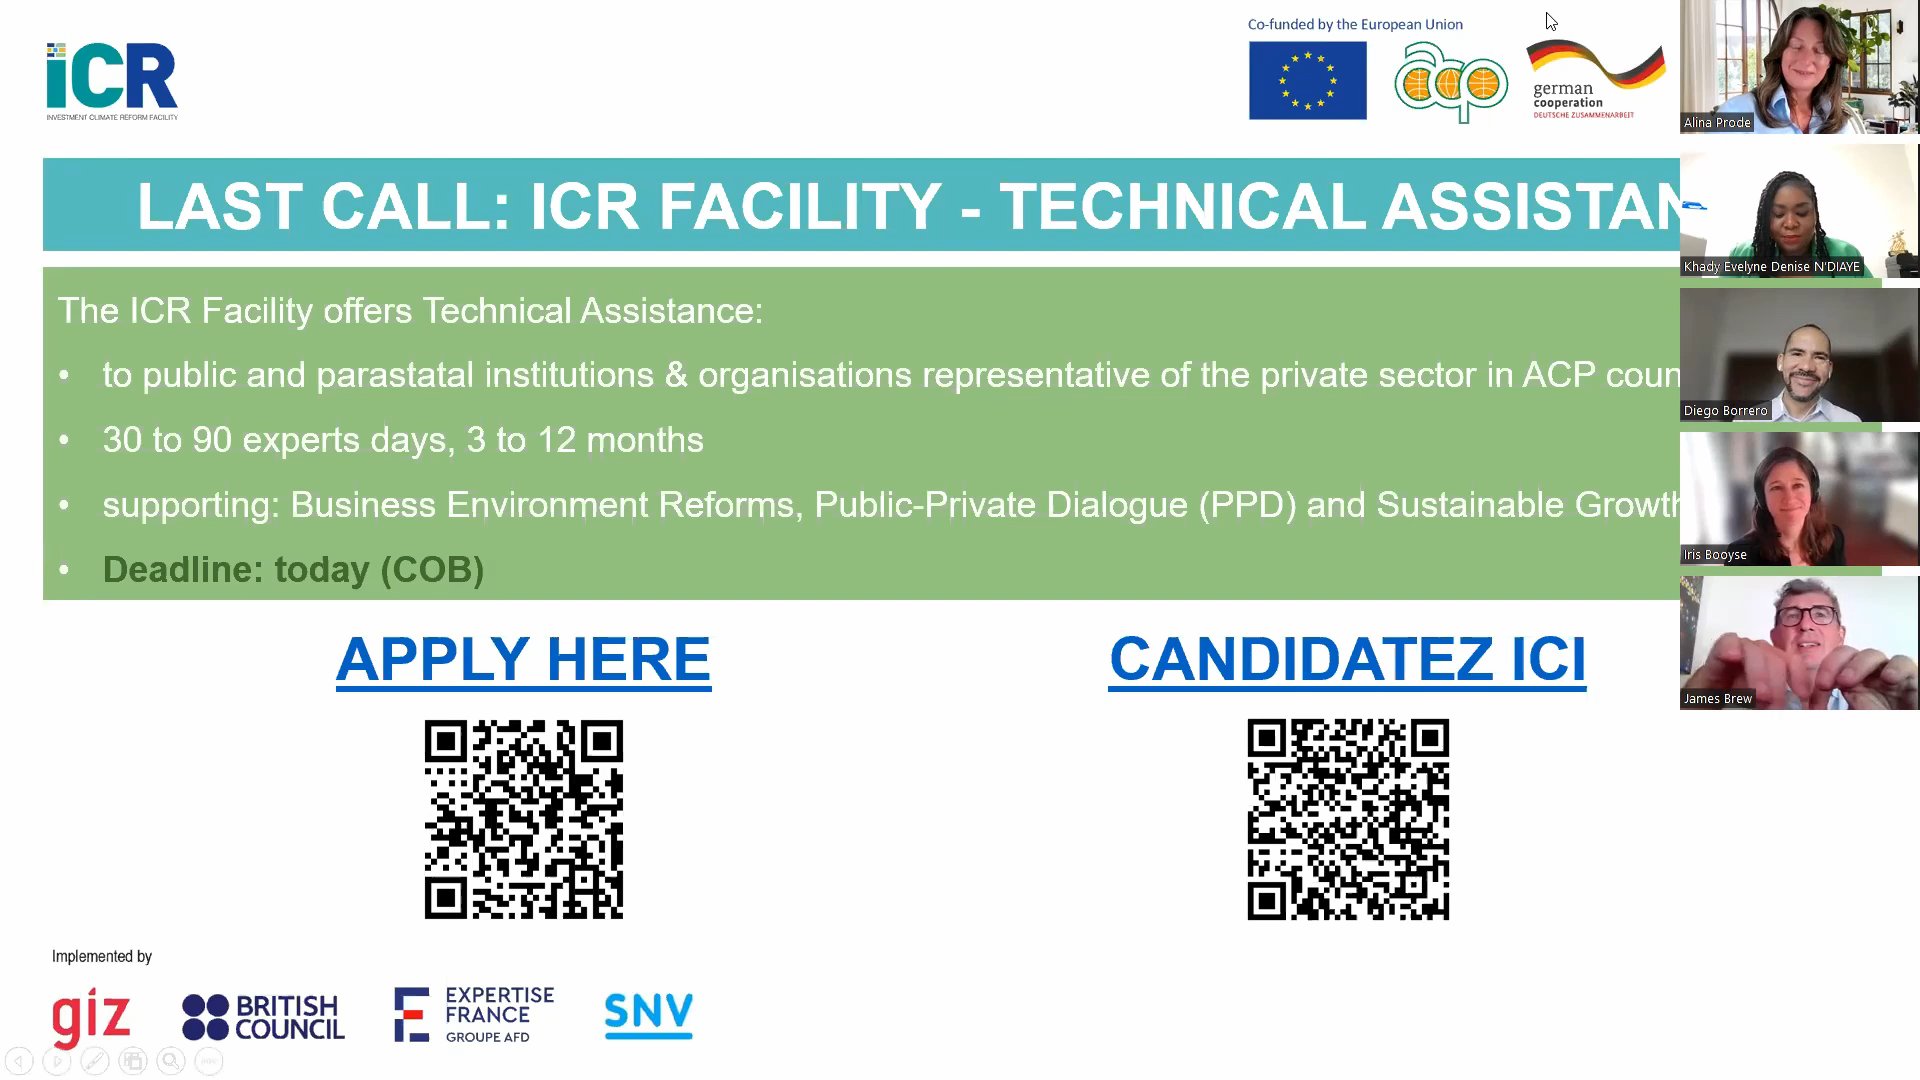 iCR
INVESTMENT CLIMATE REFORM FACILITY
Co-funded by the European Union
acp
german
cooperation
DEUTSCHE ZUSAMMENARBEIT
LAST CALL: ICR FACILITY - TECHNICAL ASSISTAN
The ICR Facility offers Technical Assistance:
• to public and parastatal institutions & organisations representative of the private sector in ACP coun
• 30 to 90 experts days, 3 to 12 months
• supporting: Business Environment Reforms, Public-Private Dialogue (PPD) and Sustainable Growth
• Deadline: today (COB)
APPLY HERE
CANDIDATEZ ICI
Implemented by
giz
BRITISH
COUNCIL
EXPERTISE
FRANCE
GROUPE AFD
SNV
Alina Prode
Khady Evelyne Denise N'DIAYE
Diego Borrero
Iris Booyse
James Brew